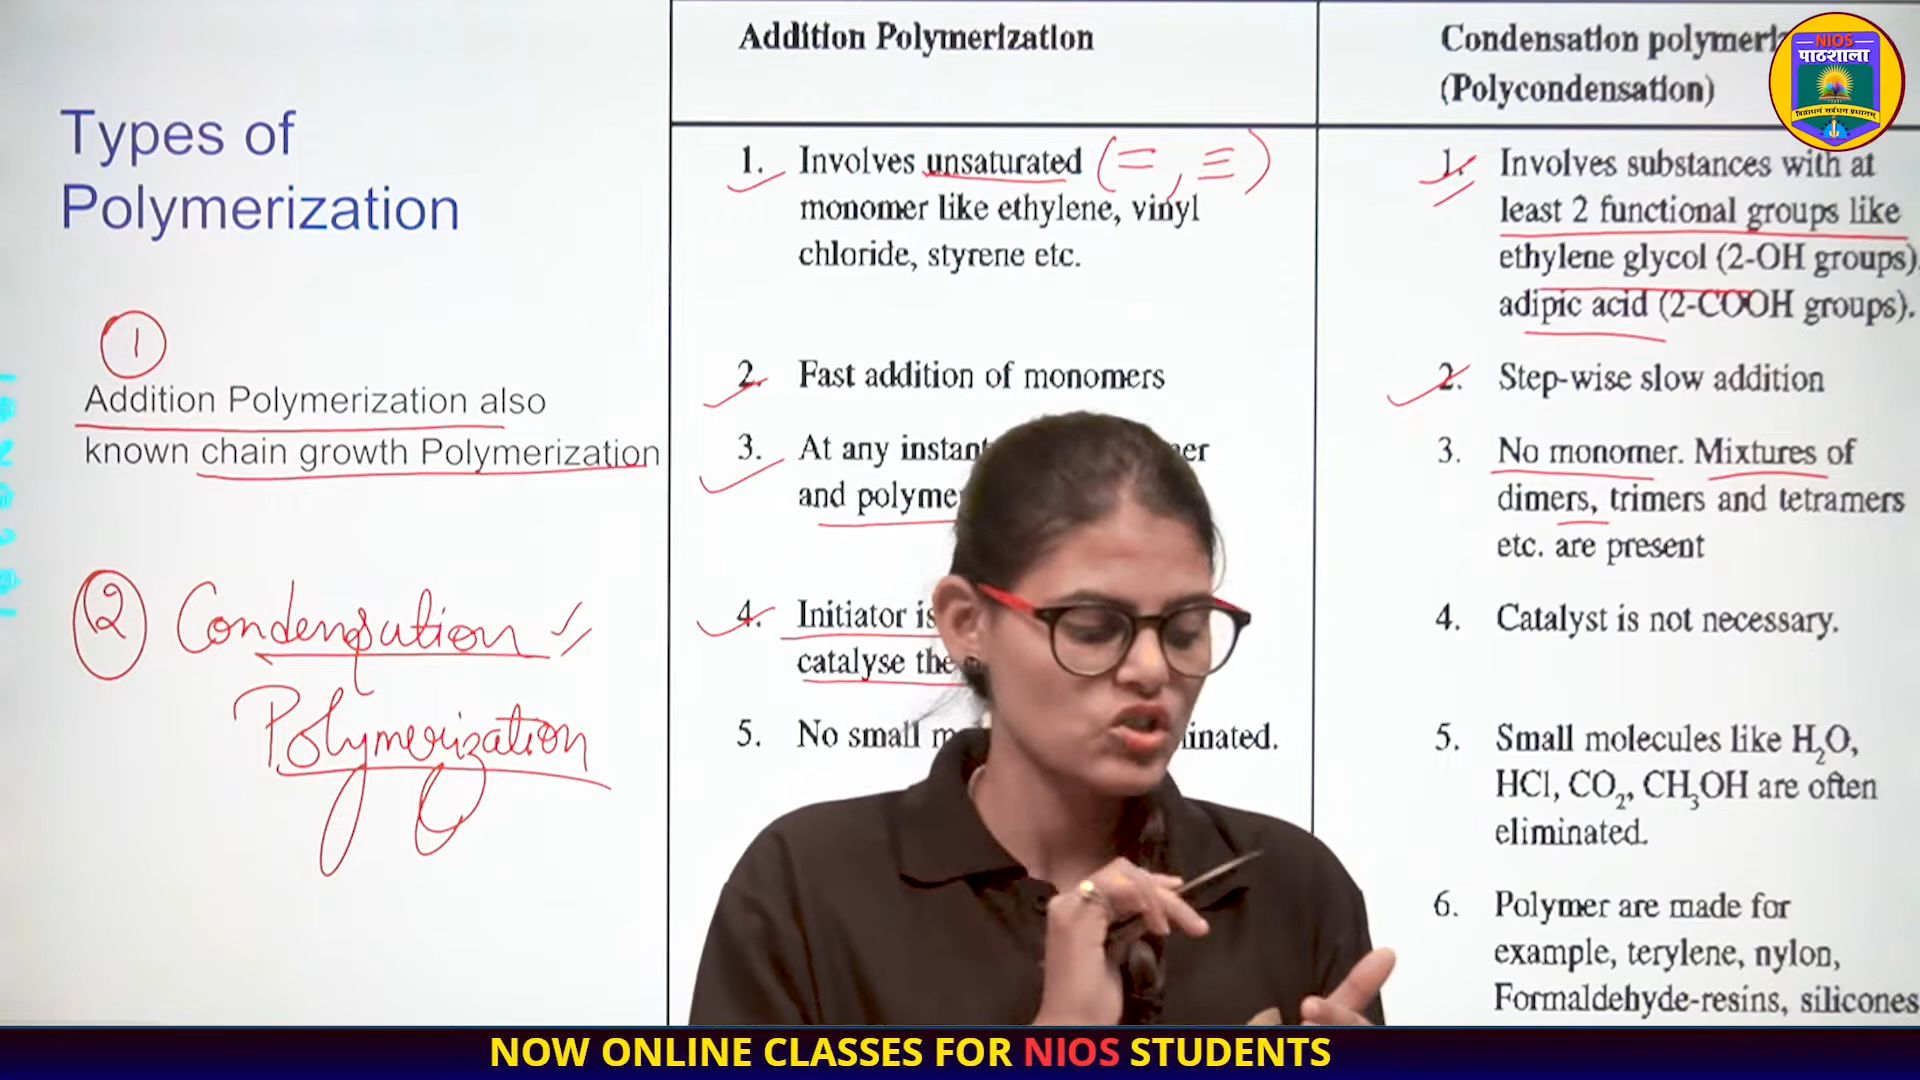 Types of
Polymerization
1
Addition Polymerization also
known chain growth Polymerization
2 Condensation
Polymerization
Addition Polymerization
1. Involves unsaturated (=, ≡)
monomer like ethylene, vinyl
chloride, styrene etc.
2. Fast addition of monomers
3. At any instant
and
4. Initiator is
catalyse the
5. No small
Condensation
(Polycondensation)
1. Involves substances with at
least 2 functional groups like
ethylene glycol (2-OH groups)
adipic acid (2-COOH groups).
2. Step-wise slow addition
3. No monomer. Mixtures of
dimers, trimers and tetramers
etc. are present
4. Catalyst is not necessary.
5. Small molecules like H₂O,
HCl, CO₂, CH₃OH are often
eliminated.
6. Polymer are made for
example, terylene, nylon,
Formaldehyde-resins, silicones
NIOS
पाठशाला
NOW ONLINE CLASSES FOR NIOS STUDENTS